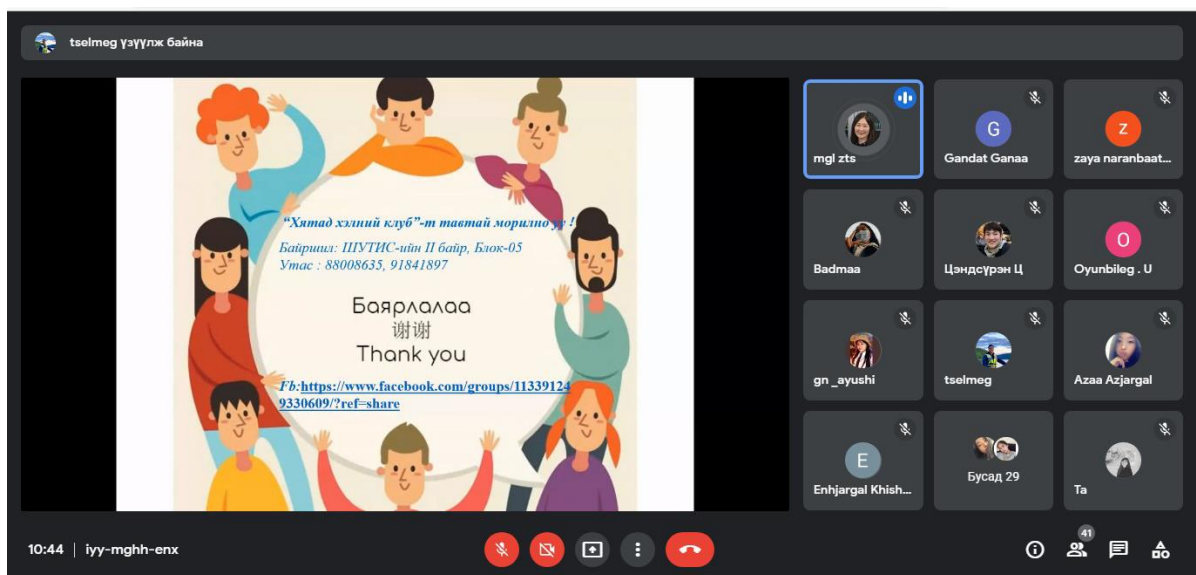 tselmeg үзүүлж байна
"Хятад хэлний клуб"-т тавтай морилно уу !
Байршил: ШУТИС-ийн II байр, Блок-05
Утас : 88008635, 91841897
Баярлалаа
谢谢
Thank you
Fb:https://www.facebook.com/groups/11339124
9330609/?ref=share
mgl zts
G
Gandat Ganaa
z
zaya naranbaat...
Badmaa
Цэндсүрэн Ц
O
Oyunbileg . U
gn _ayushi
tselmeg
Azaa Azjargal
E
Enhjargal Khish...
Бусад 29
Ta
10:44 | iyy-mghh-enx
41